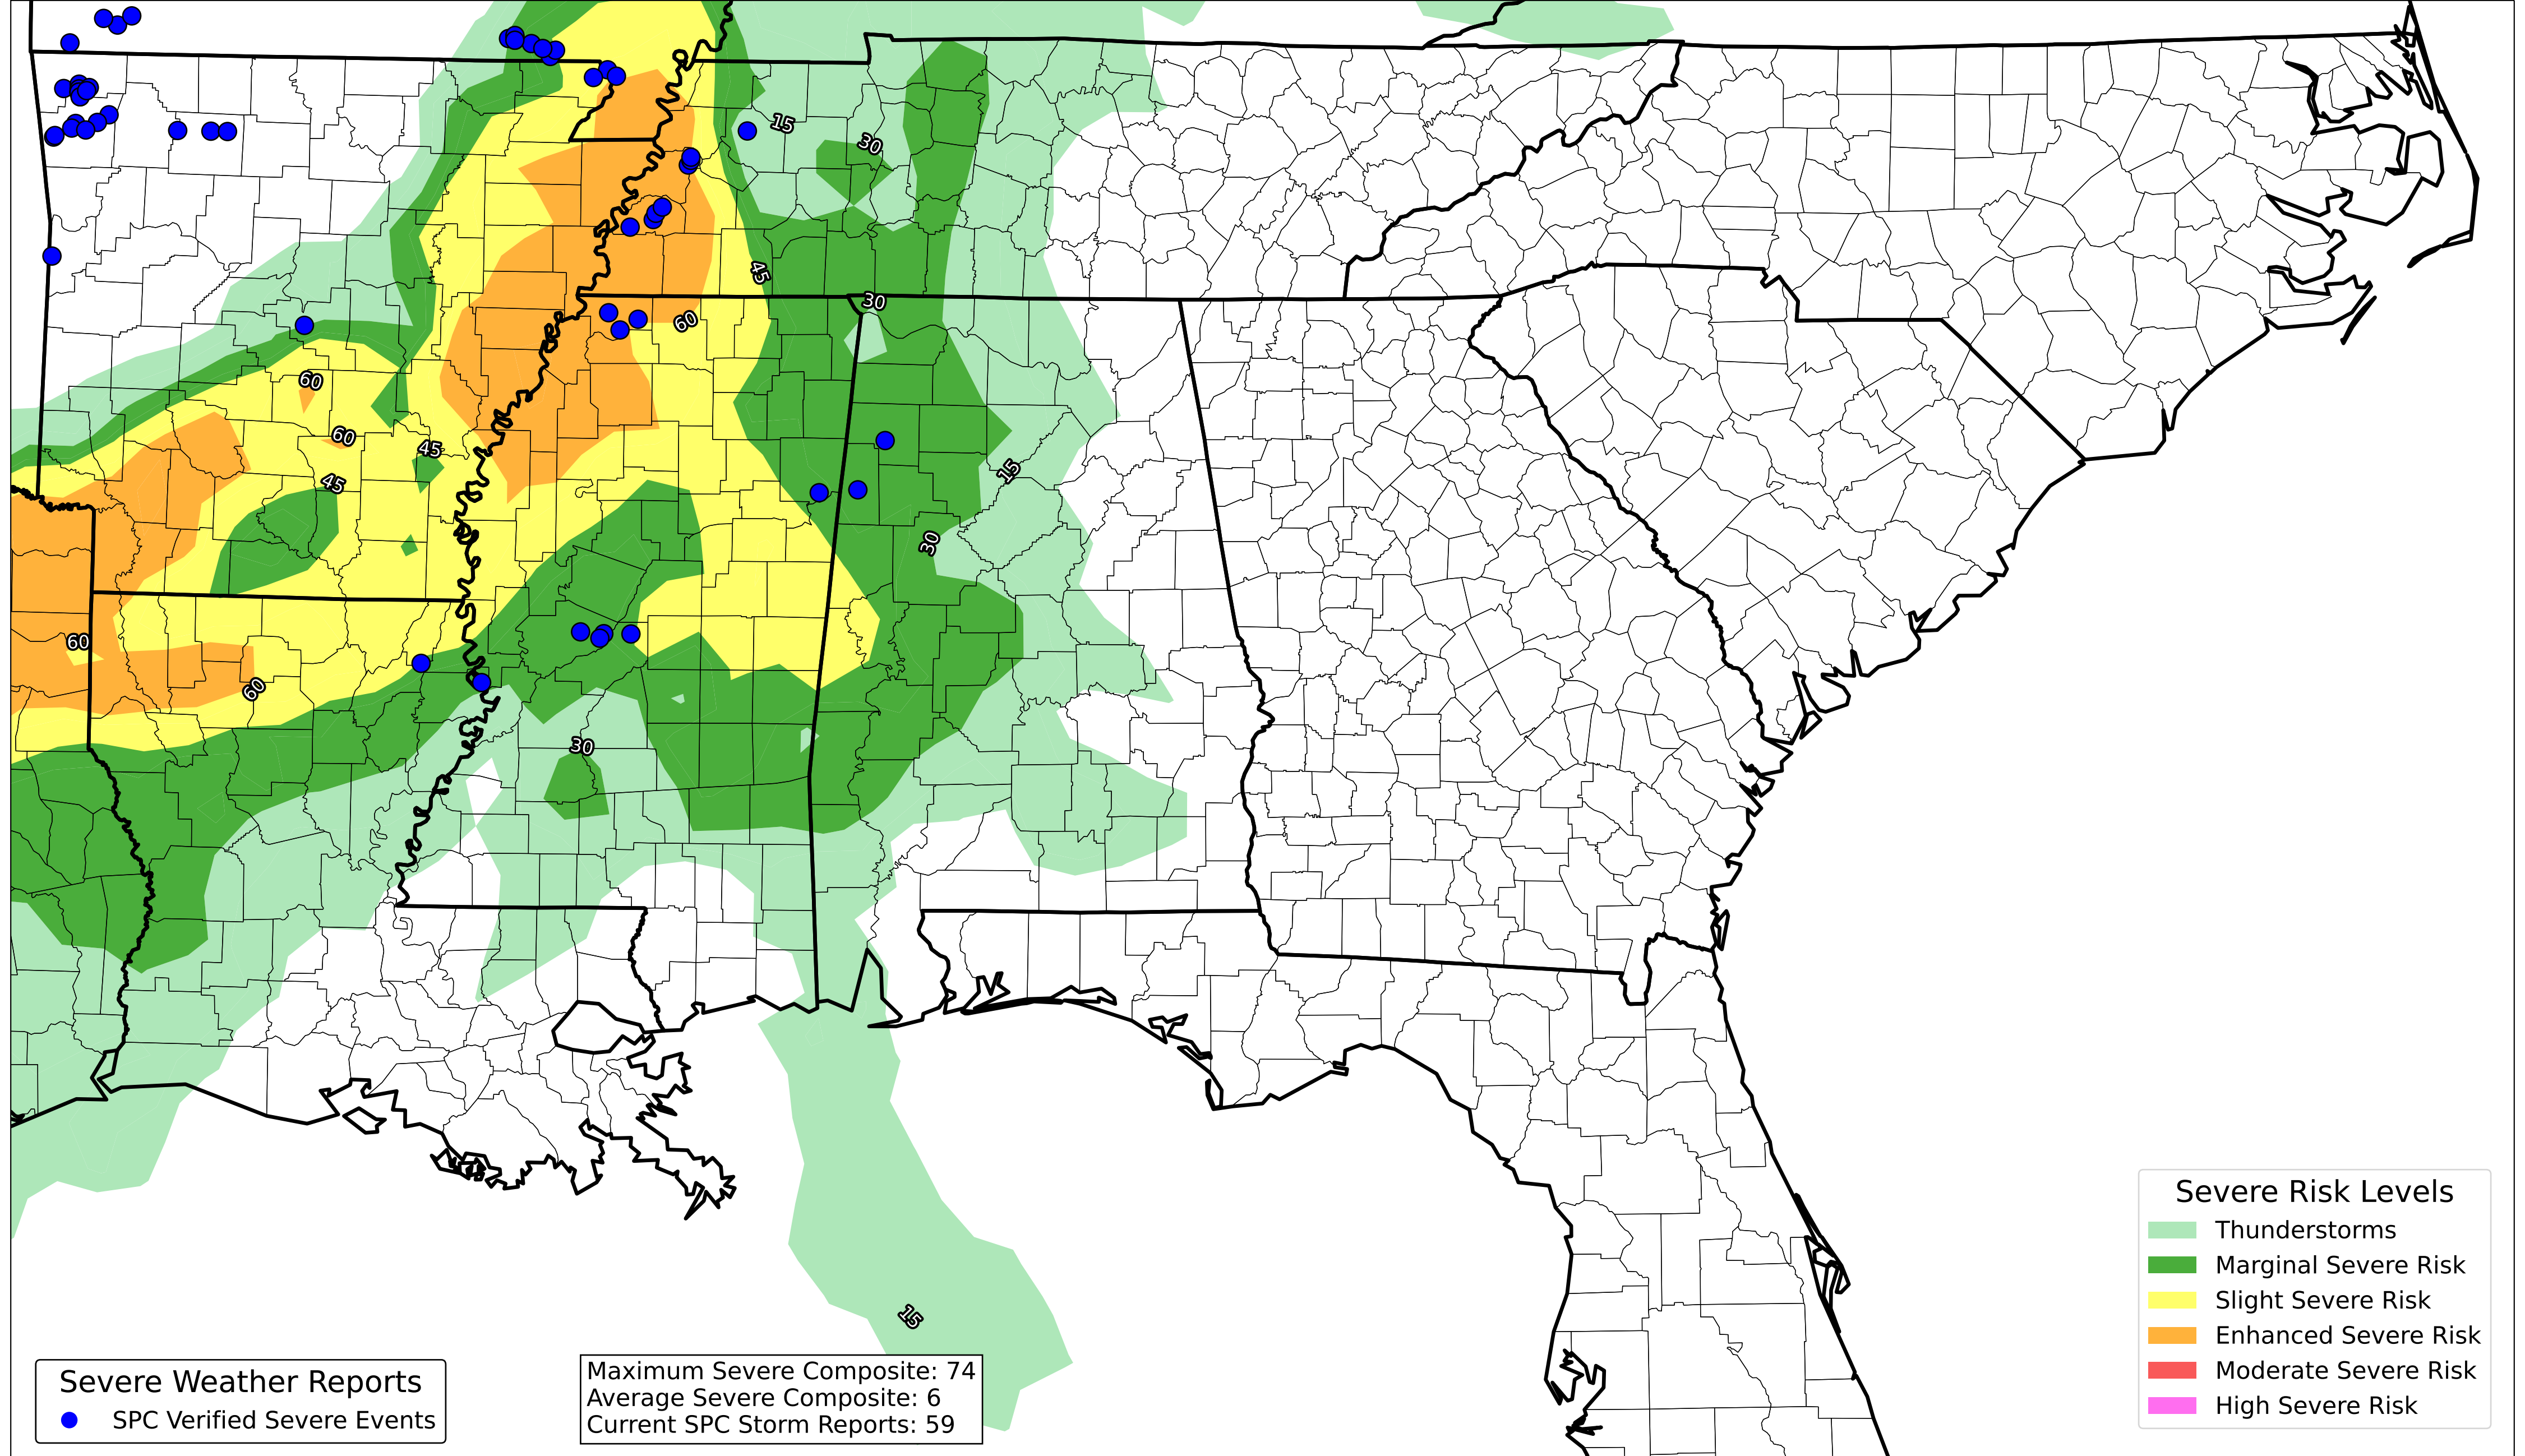 15
30
45
30
60
60
60
45
45
15
30
60
60
30
15
Severe Risk Levels
Thunderstorms
Marginal Severe Risk
Slight Severe Risk
Enhanced Severe Risk
Moderate Severe Risk
High Severe Risk
Severe Weather Reports
SPC Verified Severe Events
Maximum Severe Composite: 74
Average Severe Composite: 6
Current SPC Storm Reports: 59